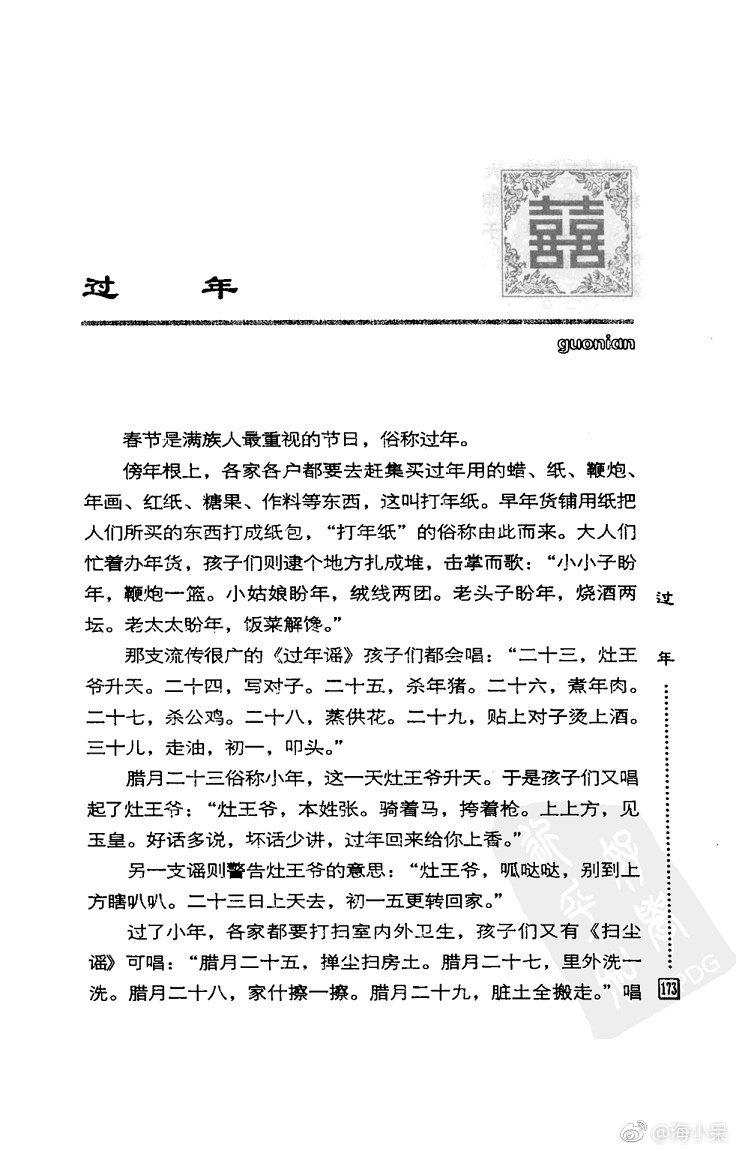 囍
过 年
guonian
春节是满族人最重视的节日，俗称过年。
傍年根上，各家各户都要去赶集买过年用的蜡、纸、鞭炮、
年画、红纸、糖果、作料等东西，这叫打年纸。早年货铺用纸把
人们所买的东西打成纸包，“打年纸”的俗称由此而来。大人们
忙着办年货，孩子们则逮个地方扎成堆，击掌而歌：“小小子盼
年，鞭炮一篮。小姑娘盼年，绒线两团。老头子盼年，烧酒两
坛。老太太盼年，饭菜解馋。”
那支流传很广的《过年谣》孩子们都会唱：“二十三，灶王
爷升天。二十四，写对子。二十五，杀年猪。二十六，煮年肉。
二十七，杀公鸡。二十八，蒸供花。二十九，贴上对子烫上酒。
三十儿，走油，初一，叩头。”
腊月二十三俗称小年，这一天灶王爷升天。于是孩子们又唱
起了灶王爷：“灶王爷，本姓张。骑着马，挎着枪。上上方，见
玉皇。好话多说，坏话少讲，过年回来给你上香。”
另一支谣则警告灶王爷的意思：“灶王爷，呱哒哒，别到上
方瞎叭叭。二十三日上天去，初一五更转回家。”
过了小年，各家都要打扫室内外卫生，孩子们又有《扫尘
谣》可唱：“腊月二十五，掸尘扫房土。腊月二十七，里外洗一
洗。腊月二十八，家什擦一擦。腊月二十九，脏土全搬走。”唱
过年
173
PDG
@海小呆